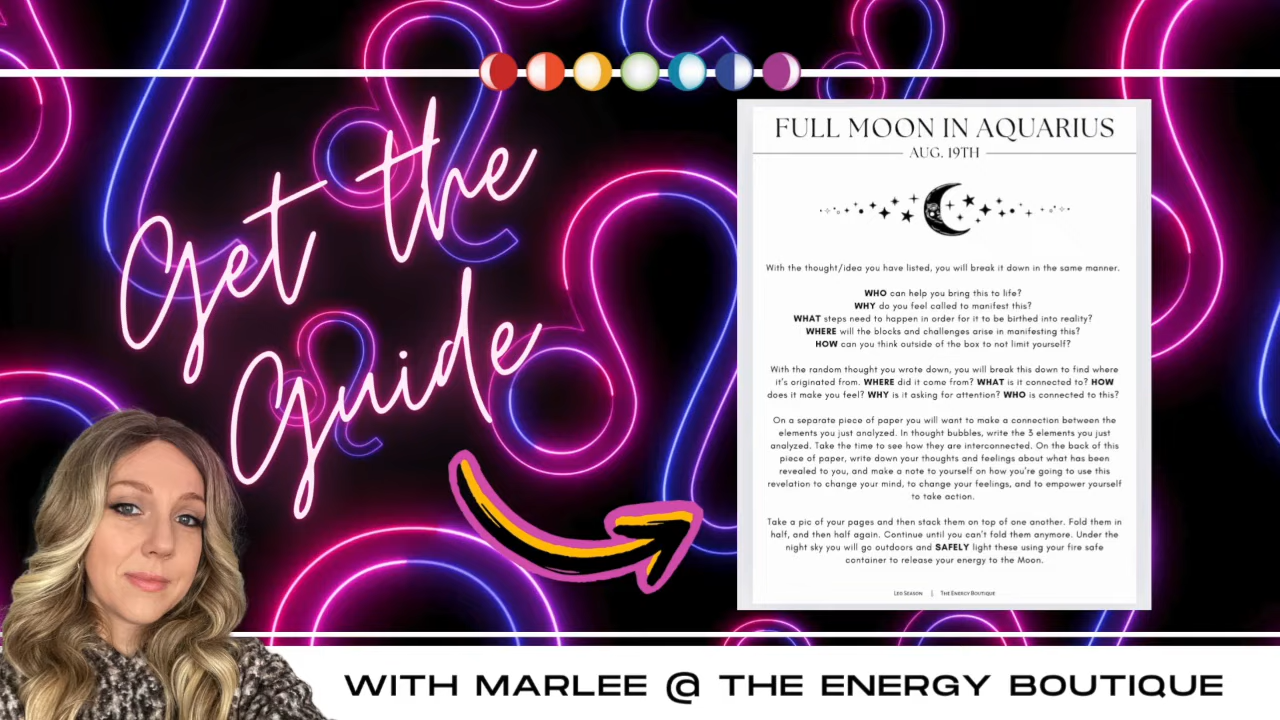 Get the
Guide
FULL MOON IN AQUARIUS
AUG. 19TH
With the thought/idea you have listed, you will break it down in the same manner.
WHO can help you bring this to life?
WHY do you feel called to manifest this?
WHAT steps need to happen in order for it to be birthed into reality?
WHERE will the blocks and challenges arise in manifesting this?
HOW can you think outside of the box to not limit yourself?
With the random thought you wrote down, you will break this down to find where
it's originated from. WHERE did it come from? WHAT is it connected to? HOW
does it make you feel? WHY is it asking for attention? WHO is connected to this?
On a separate piece of paper you will want to make a connection between the
elements you just analyzed. In thought bubbles, write the 3 elements you just
analyzed. Take the time to see how they are interconnected. On the back of this
piece of paper, write down your thoughts and feelings about what has been
revealed to you, and make a note to yourself on how you're going to use this
revelation to change your mind, to change your feelings, and to empower yourself
to take action.
Take a pic of your pages and then stack them on top of one another. Fold them in
half, and then half again. Continue until you can't fold them anymore. Under the
night sky you will go outdoors and SAFELY light these using your fire safe
container to release your energy to the Moon.
Leo Season | The Energy Boutique
WITH MARLEE @ THE ENERGY BOUTIQUE